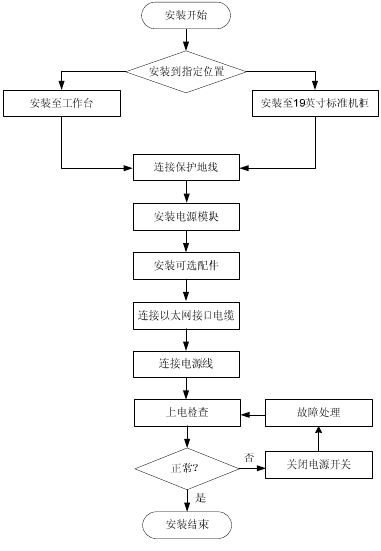 安装开始
安装到指定位置
安装至工作台
安装至19英寸标准机柜
连接保护地线
安装电源模块
安装可选配件
连接以太网接口电缆
连接电源线
上电检查
故障处理
正常？
否
关闭电源开关
是
安装结束